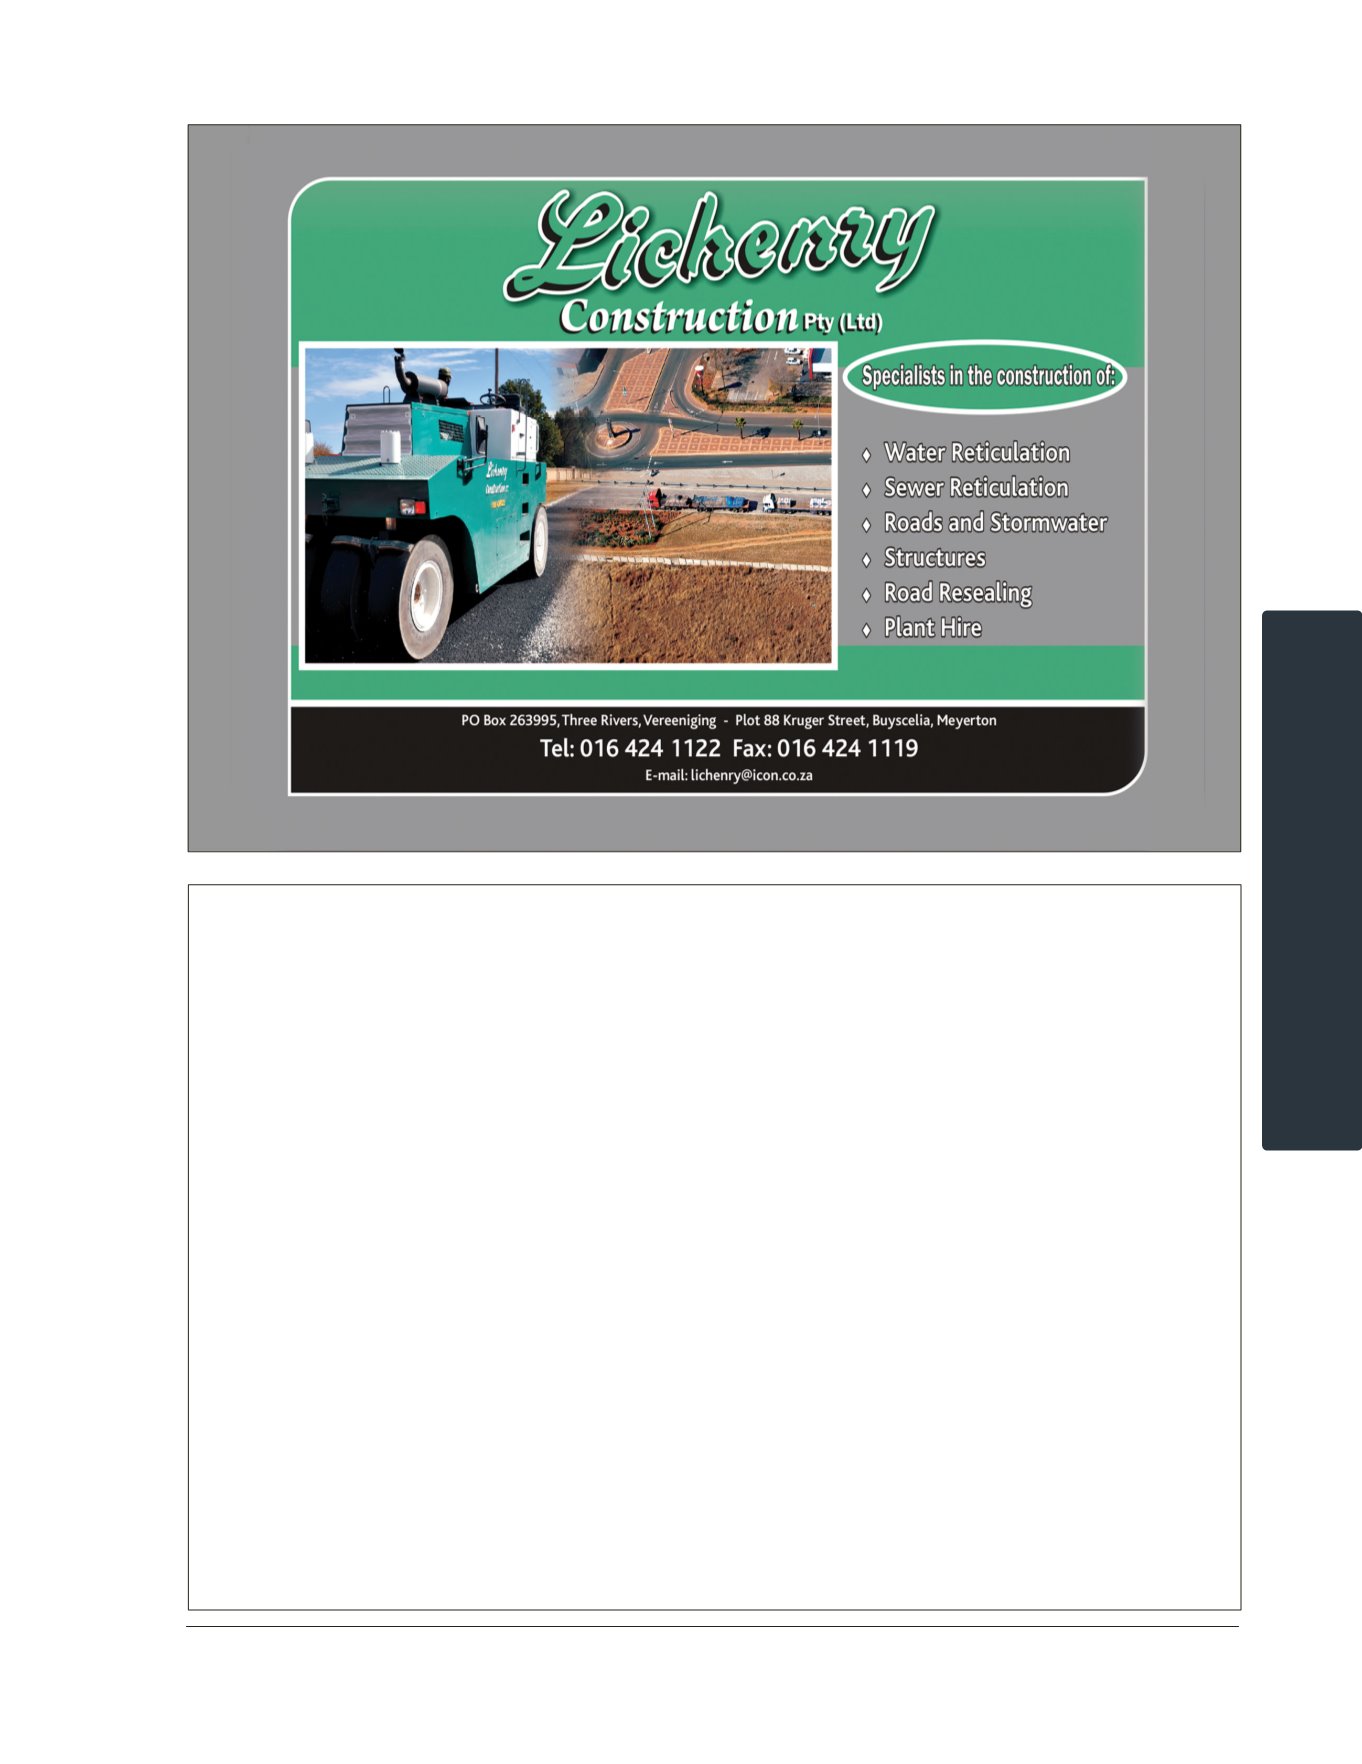 Lichenry
Construction Pty (Ltd)
Specialists in the construction of:
Water Reticulation
Sewer Reticulation
Roads and Stormwater
Structures
Road Resealing
Plant Hire
Lichenry
Construction
PO Box 263995, Three Rivers, Vereeniging - Plot 88 Kruger Street, Buyscelia, Meyerton
Tel: 016 424 1122 Fax: 016 424 1119
E-mail: lichenry@icon.co.za